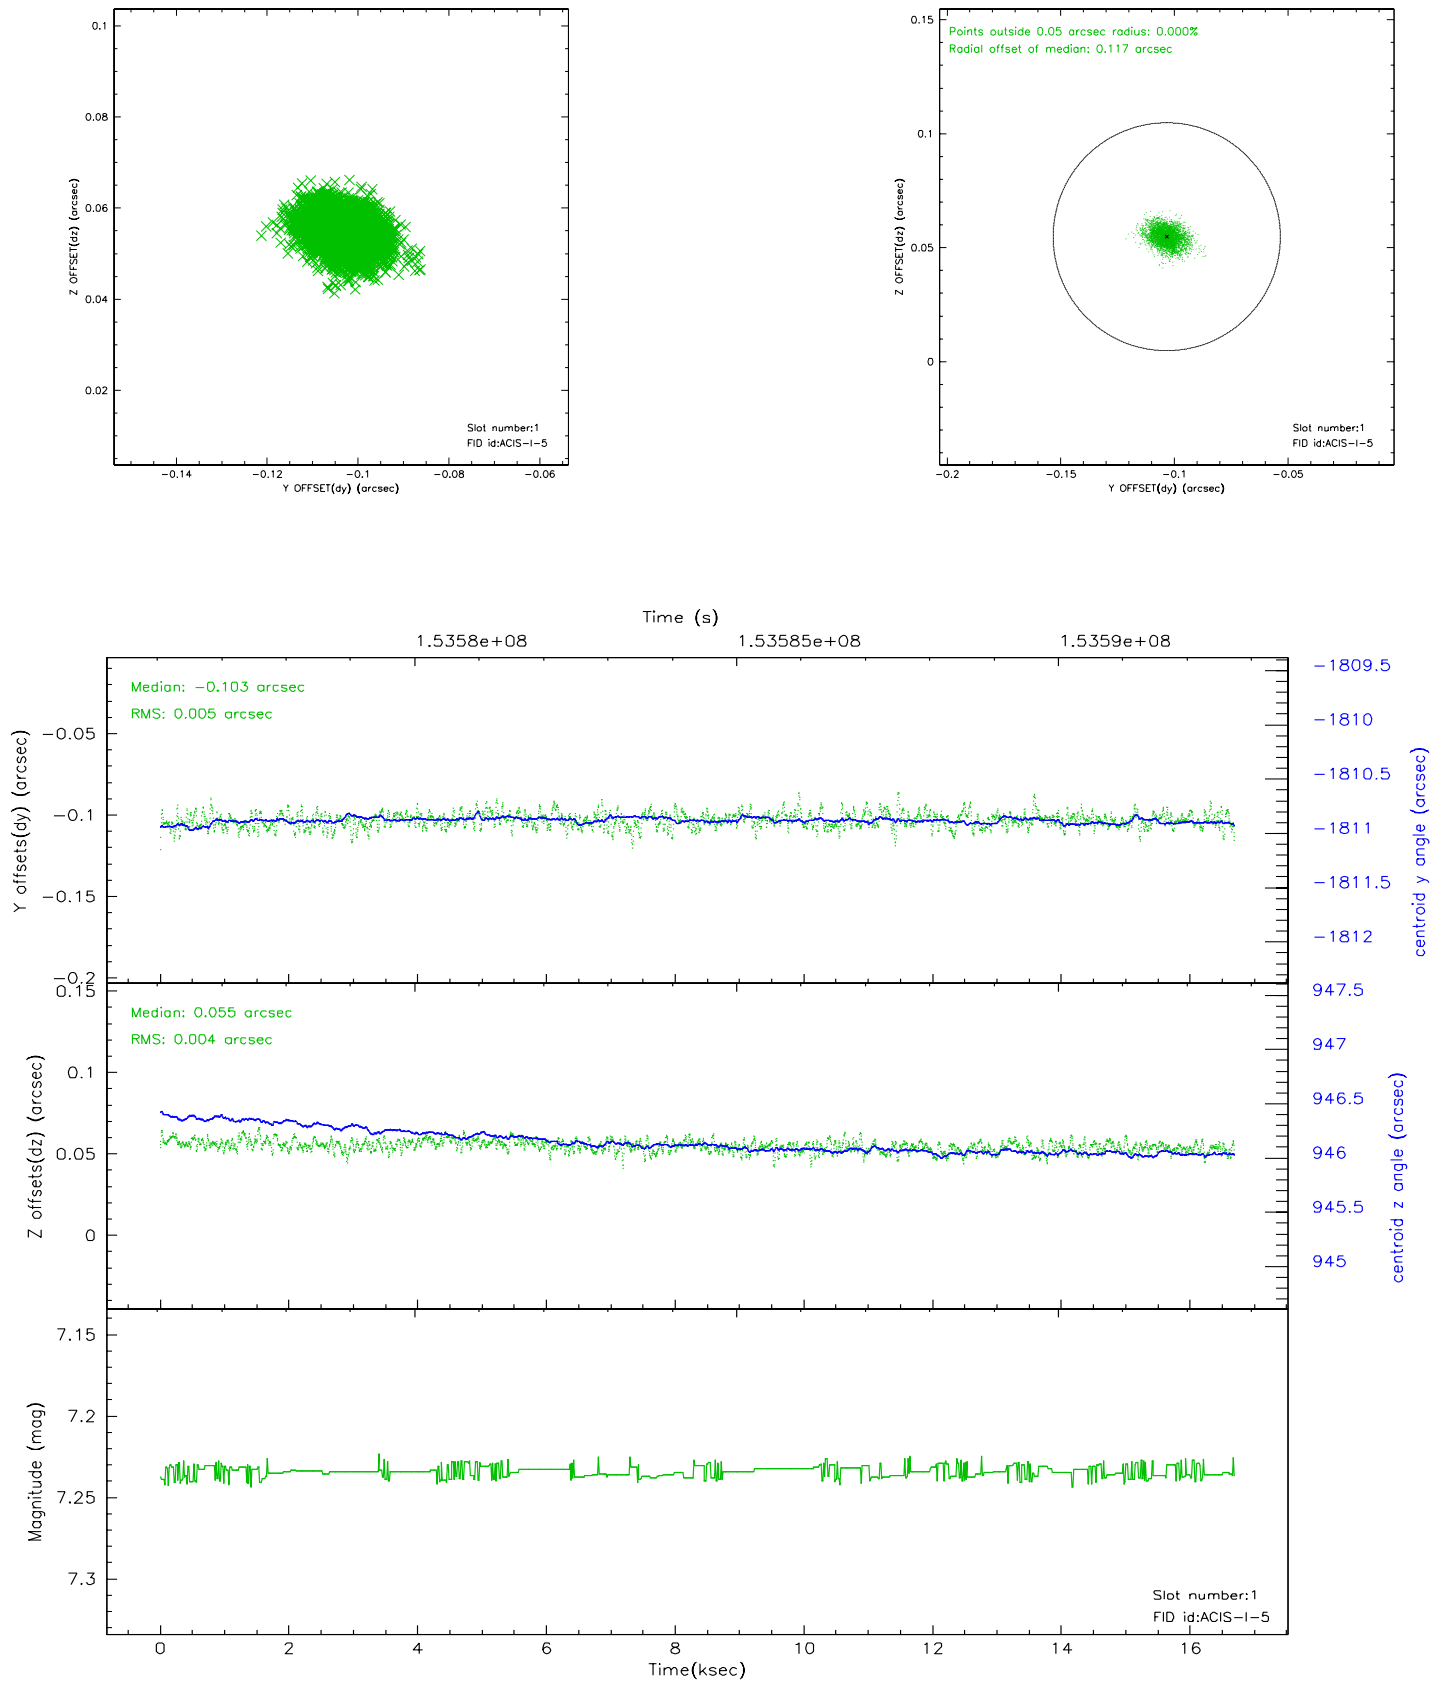 0.1
0.08
0.06
0.04
0.02
Z OFFSET(dz) (arcsec)
Slot number:1
FID id:ACIS-I-5
-0.14 -0.12 -0.1 -0.08 -0.06
Y OFFSET(dy) (arcsec)
Points outside 0.05 arcsec radius: 0.000%
Radial offset of median: 0.117 arcsec
0.15
0.1
0.05
0
Z OFFSET(dz) (arcsec)
Slot number:1
FID id:ACIS-I-5
-0.2 -0.15 -0.1 -0.05
Y OFFSET(dy) (arcsec)
Time (s)
1.5358e+08 1.53585e+08 1.5359e+08
Median: -0.103 arcsec
RMS: 0.005 arcsec
-0.05
-0.1
-0.15
-0.2
Y offsets(dy) (arcsec)
-1809.5
-1810
-1810.5
-1811
-1811.5
-1812
centroid y angle (arcsec)
Median: 0.055 arcsec
RMS: 0.004 arcsec
0.15
0.1
0.05
0
Z offsets(dz) (arcsec)
947.5
947
946.5
946
945.5
945
centroid z angle (arcsec)
7.15
7.2
7.25
7.3
Magnitude (mag)
Slot number:1
FID id:ACIS-I-5
0 2 4 6 8 10 12 14 16
Time(ksec)